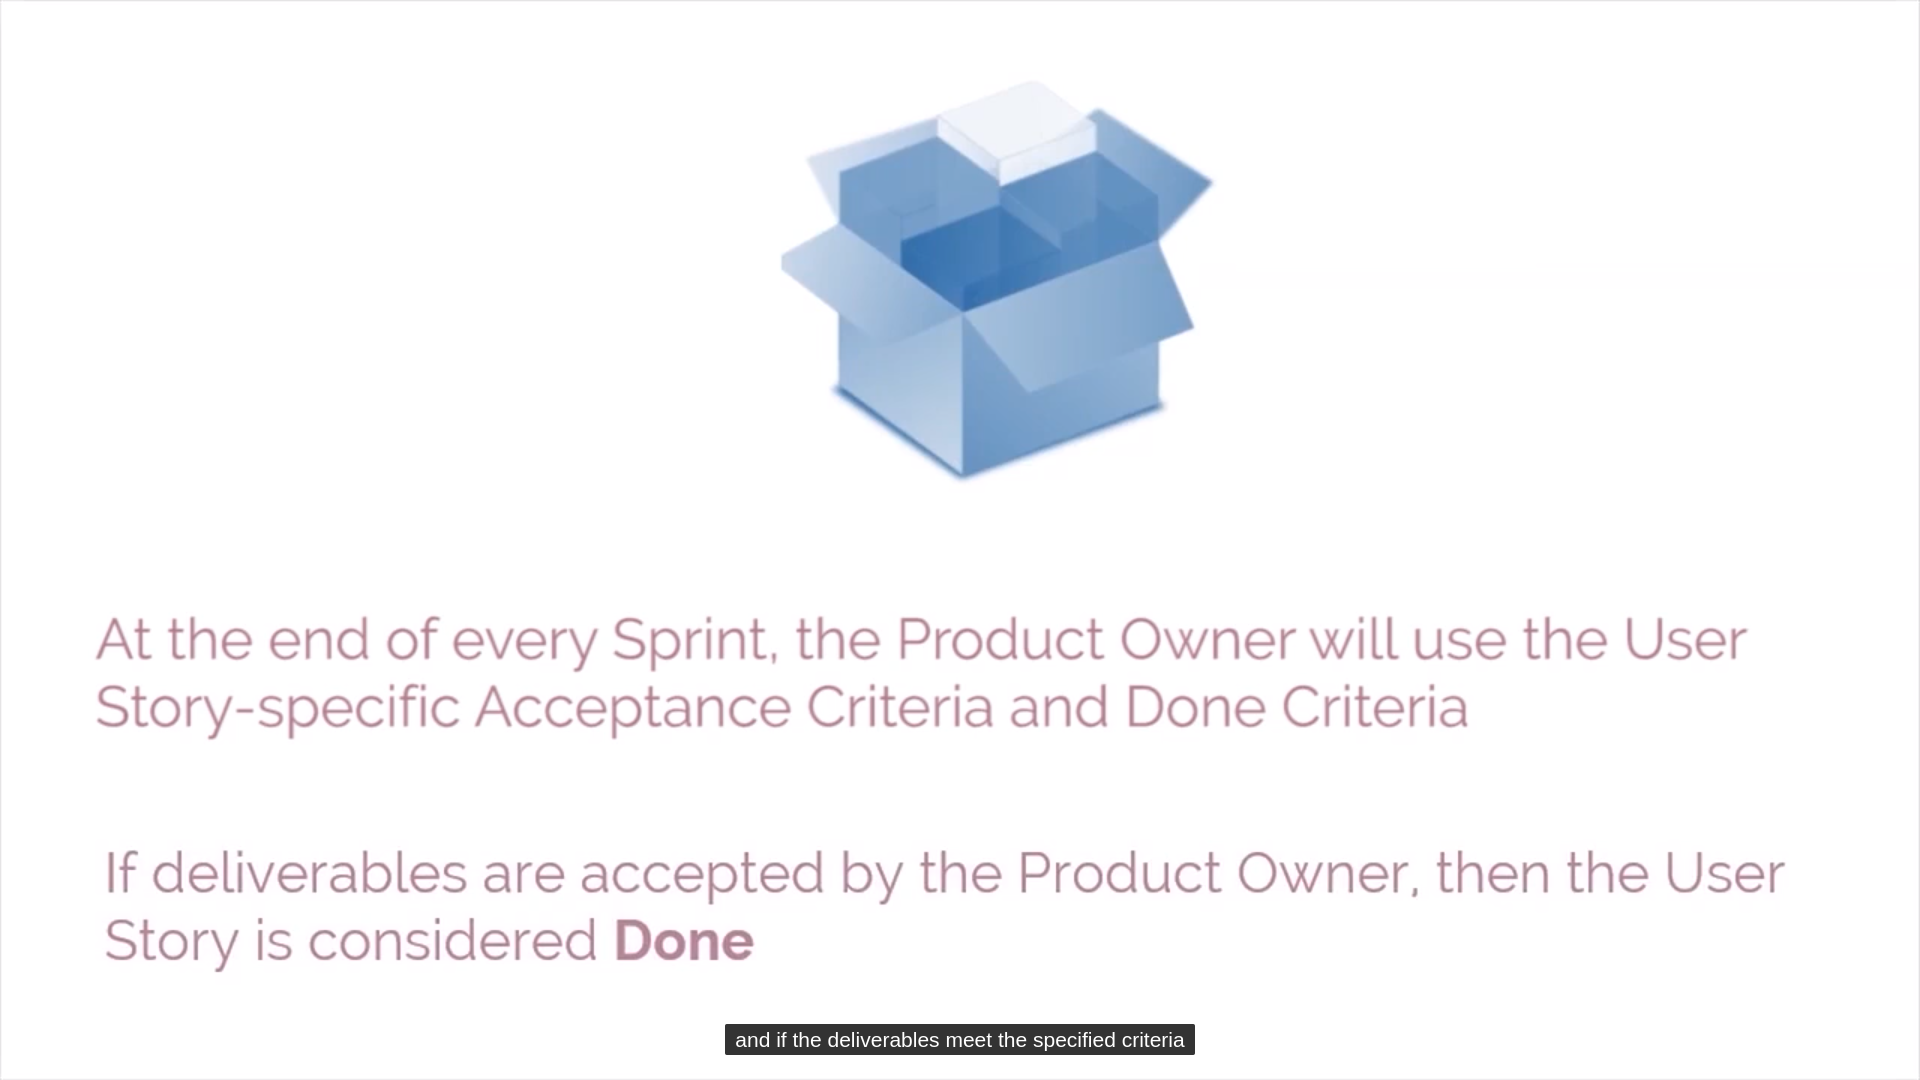 At the end of every Sprint, the Product Owner will use the User
Story-specific Acceptance Criteria and Done Criteria
If deliverables are accepted by the Product Owner, then the User
Story is considered Done
and if the deliverables meet the specified criteria